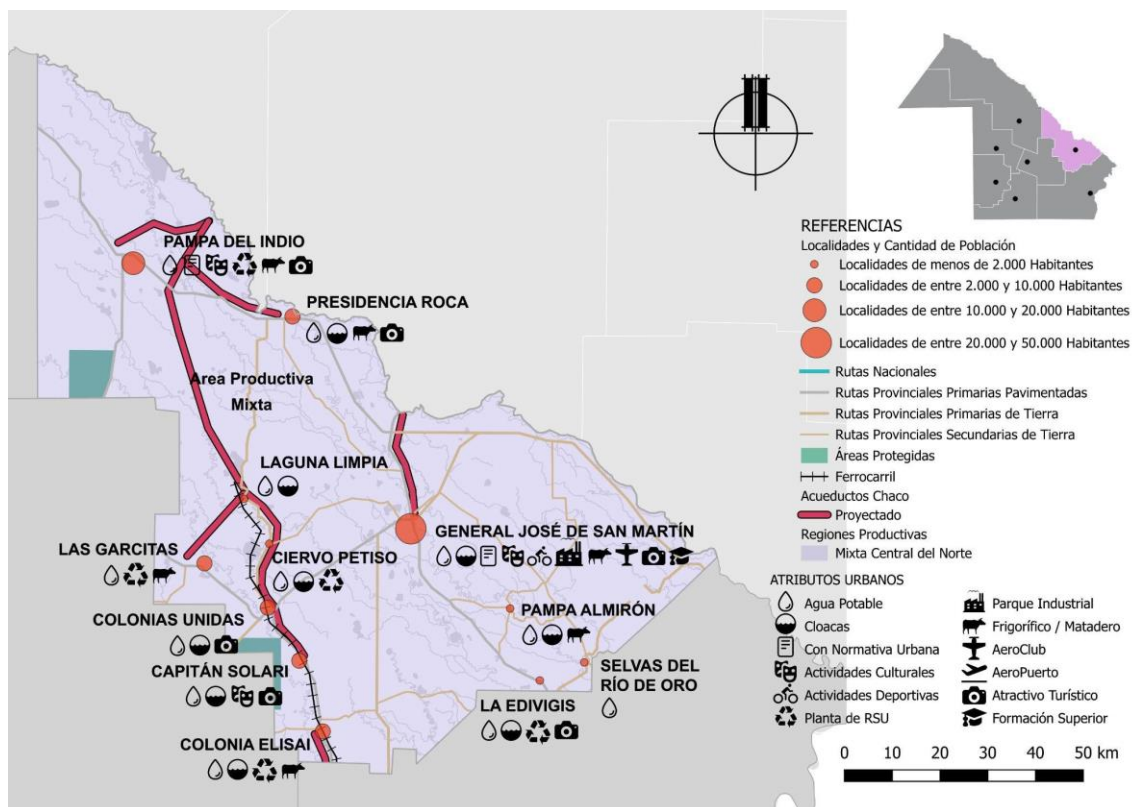 PAMPA DEL INDIO
PRESIDENCIA ROCA
Area Productiva
Mixta
LAGUNA LIMPIA
LAS GARCITAS
CIERVO PETISO
GENERAL JOSÉ DE SAN MARTÍN
COLONIAS UNIDAS
PAMPA ALMIRÓN
CAPITÁN SOLARI
SELVAS DEL
RÍO DE ORO
LA EDIVIGIS
COLONIA ELISAI
REFERENCIAS
Localidades y Cantidad de Población
Localidades de menos de 2.000 Habitantes
Localidades de entre 2.000 y 10.000 Habitantes
Localidades de entre 10.000 y 20.000 Habitantes
Localidades de entre 20.000 y 50.000 Habitantes
Rutas Nacionales
Rutas Provinciales Primarias Pavimentadas
Rutas Provinciales Primarias de Tierra
Rutas Provinciales Secundarias de Tierra
Áreas Protegidas
Ferrocarril
Acueductos Chaco
Proyectado
Regiones Productivas
Mixta Central del Norte
ATRIBUTOS URBANOS
Agua Potable
Cloacas
Con Normativa Urbana
Actividades Culturales
Actividades Deportivas
Planta de RSU
Parque Industrial
Frigorífico / Matadero
AeroClub
AeroPuerto
Atractivo Turístico
Formación Superior
0 10 20 30 40 50 km